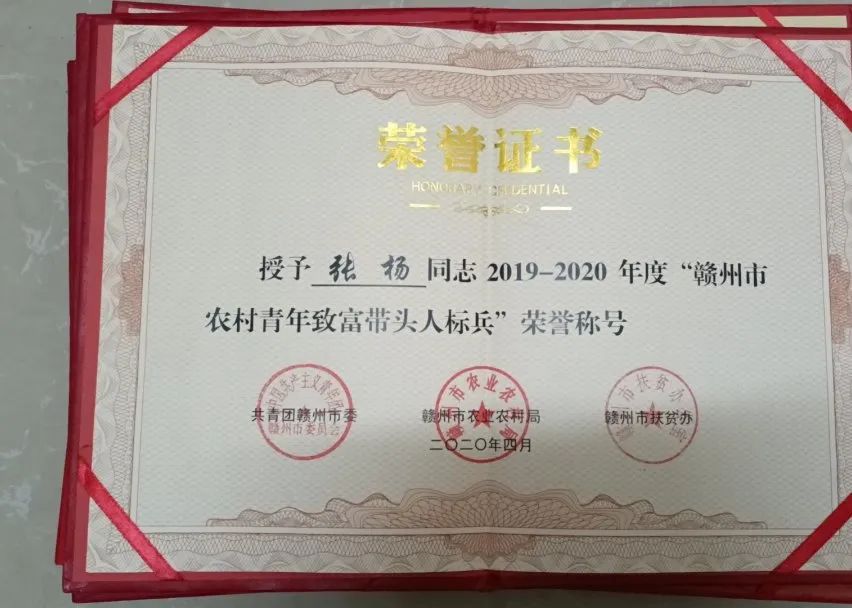 荣誉证书
HONORARY CREDENTIAL
授予 张 杨 同志 2019-2020 年度“赣州市
农村青年致富带头人标兵”荣誉称号
共青团赣州市委 赣州市农业农村局 赣州市扶贫办
二〇二〇年四月